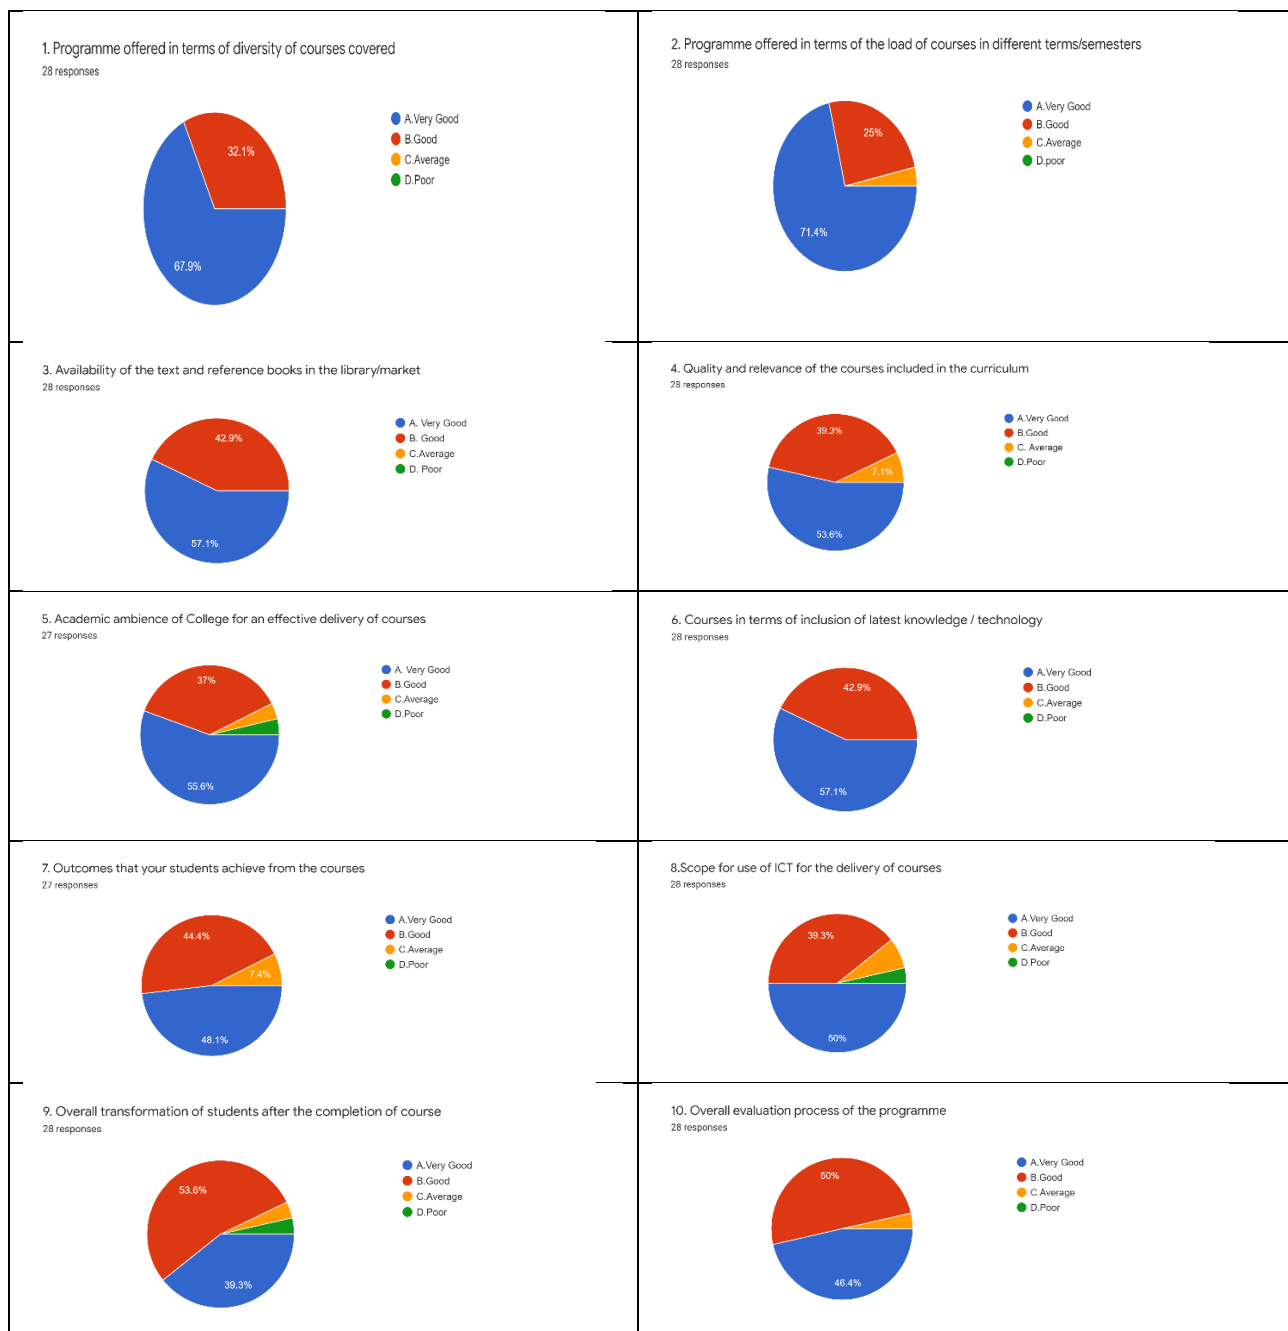 1. Programme offered in terms of diversity of courses covered
28 responses
A.Very Good
B.Good
C.Average
D.Poor
32.1%
67.9%
2. Programme offered in terms of the load of courses in different terms/semesters
28 responses
A.Very Good
B.Good
C.Average
D.poor
25%
71.4%
3. Availability of the text and reference books in the library/market
28 responses
A. Very Good
B. Good
C.Average
D. Poor
42.9%
57.1%
4. Quality and relevance of the courses included in the curriculum
28 responses
A.Very Good
B.Good
C. Average
D.Poor
39.3%
7.1%
53.6%
5. Academic ambience of College for an effective delivery of courses
27 responses
A. Very Good
B.Good
C.Average
D.Poor
37%
55.6%
6. Courses in terms of inclusion of latest knowledge / technology
28 responses
A.Very Good
B.Good
C.Average
D.Poor
42.9%
57.1%
7. Outcomes that your students achieve from the courses
27 responses
A.Very Good
B.Good
C.Average
D.Poor
44.4%
7.4%
48.1%
8.Scope for use of ICT for the delivery of courses
28 responses
A.Very Good
B.Good
C.Average
D.Poor
39.3%
50%
9. Overall transformation of students after the completion of course
28 responses
A.Very Good
B.Good
C.Average
D.Poor
53.6%
39.3%
10. Overall evaluation process of the programme
28 responses
A.Very Good
B.Good
C.Average
D.Poor
50%
46.4%